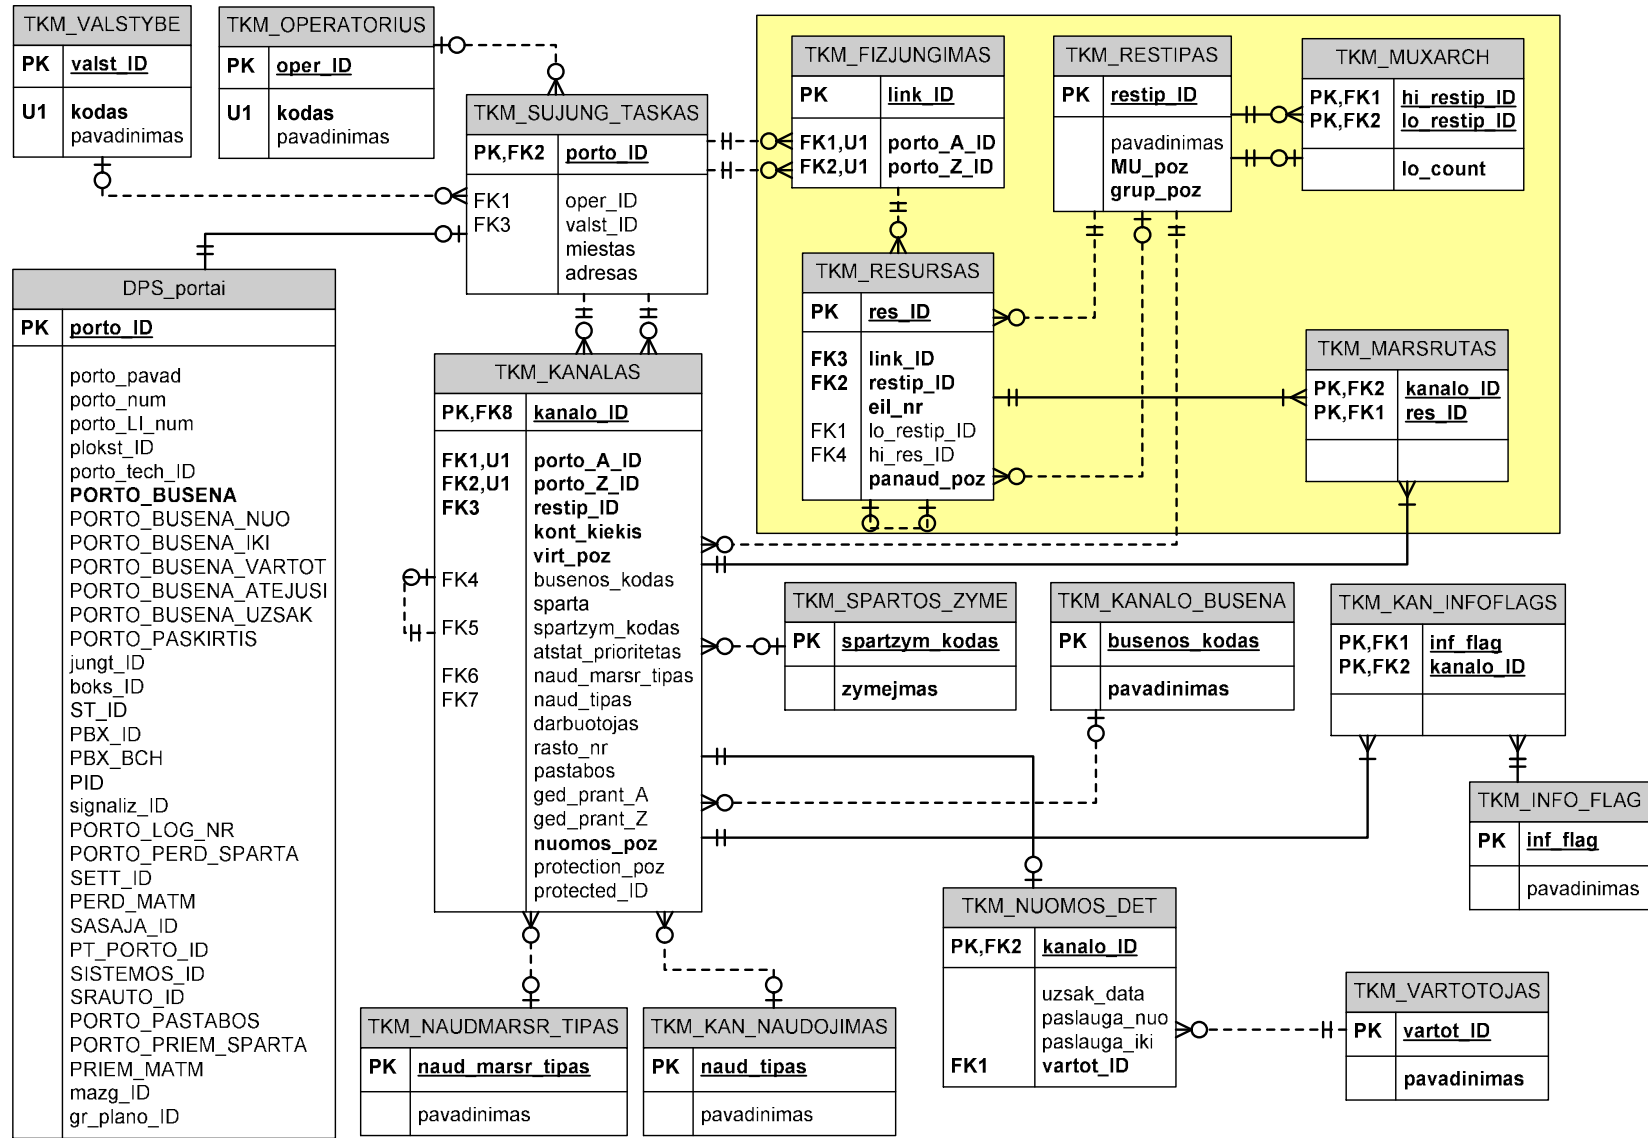 TKM_VALSTYBE
PK valst_ID
U1 kodas
pavadinimas
TKM_OPERATORIUS
PK oper_ID
U1 kodas
pavadinimas
TKM_SUJUNG_TASKAS
PK,FK2 porto_ID
FK1 oper_ID
FK3 valst_ID
miestas
adresas
TKM_FIZJUNGIMAS
PK link_ID
FK1,U1 porto_A_ID
FK2,U1 porto_Z_ID
TKM_RESTIPAS
PK restip_ID
pavadinimas
MU_poz
grup_poz
TKM_MUXARCH
PK,FK1 hi_restip_ID
PK,FK2 lo_restip_ID
lo_count
DPS_portai
PK porto_ID
porto_pavad
porto_num
porto_LI_num
plokst_ID
porto_tech_ID
PORTO_BUSENA
PORTO_BUSENA_NUO
PORTO_BUSENA_IKI
PORTO_BUSENA_VARTOT
PORTO_BUSENA_ATEJUSI
PORTO_BUSENA_UZSAK
PORTO_PASKIRTIS
jungt_ID
boks_ID
ST_ID
PBX_ID
PBX_BCH
PID
signaliz_ID
PORTO_LOG_NR
PORTO_PERD_SPARTA
SETT_ID
PERD_MATM
SASAJA_ID
PT_PORTO_ID
SISTEMOS_ID
SRAUTO_ID
PORTO_PASTABOS
PORTO_PRIEM_SPARTA
PRIEM_MATM
mazg_ID
gr_plano_ID
TKM_KANALAS
PK,FK8 kanalo_ID
FK1,U1 porto_A_ID
FK2,U1 porto_Z_ID
FK3 restip_ID
kont_kiekis
virt_poz
FK4 busenos_kodas
sparta
FK5 spartzym_kodas
atstat_prioritetas
FK6 naud_marsr_tipas
FK7 naud_tipas
darbuotojas
rasto_nr
pastabos
ged_prant_A
ged_prant_Z
nuomos_poz
protection_poz
protected_ID
TKM_RESURSAS
PK res_ID
FK3 link_ID
FK2 restip_ID
eil_nr
FK1 lo_restip_ID
FK4 hi_res_ID
panaud_poz
TKM_MARSRUTAS
PK,FK2 kanalo_ID
PK,FK1 res_ID
TKM_SPARTOS_ZYME
PK spartzym_kodas
zymejmas
TKM_KANALO_BUSENA
PK busenos_kodas
pavadinimas
TKM_KAN_INFOFLAGS
PK,FK1 inf_flag
PK,FK2 kanalo_ID
TKM_INFO_FLAG
PK inf_flag
pavadinimas
TKM_NUOMOS_DET
PK,FK2 kanalo_ID
uzsak_data
paslauga_nuo
paslauga_iki
FK1 vartot_ID
TKM_VARTOTOJAS
PK vartot_ID
pavadinimas
TKM_NAUDMARSR_TIPAS
PK naud_marsr_tipas
pavadinimas
TKM_KAN_NAUDOJIMAS
PK naud_tipas
pavadinimas